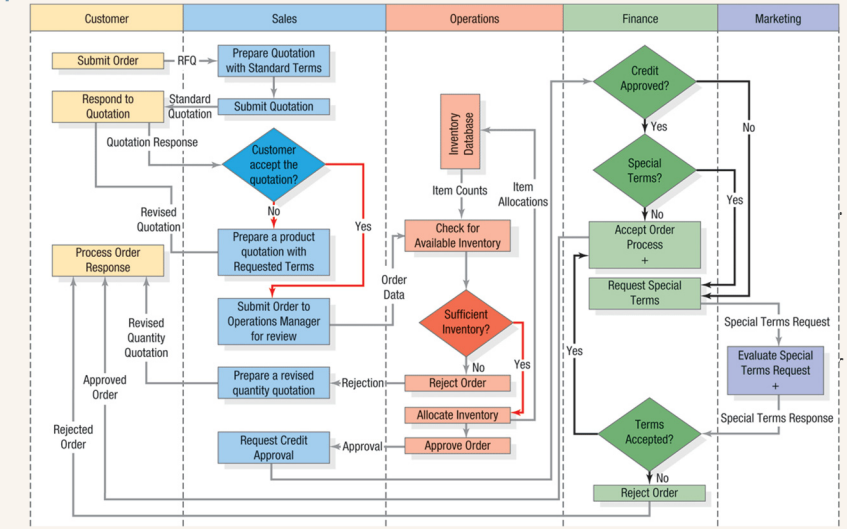 Customer
Sales
Operations
Finance
Marketing
Submit Order
RFQ
Prepare Quotation
with Standard Terms
Respond to
Quotation
Standard
Quotation
Submit Quotation
Quotation Response
Customer
accept the
quotation?
No
Yes
Revised
Quotation
Prepare a product
quotation with
Requested Terms
Process Order
Response
Submit Order to
Operations Manager
for review
Order
Data
Inventory
Database
Item Counts
Item
Allocations
Check for
Available Inventory
Sufficient
Inventory?
No
Yes
Reject Order
Rejection
Prepare a revised
quantity quotation
Revised
Quantity
Quotation
Allocate Inventory
Approve Order
Approval
Request Credit
Approval
Approved
Order
Rejected
Order
Credit
Approved?
Yes
No
Special
Terms?
Yes
No
Accept Order
Process
+
Request Special
Terms
Special Terms Request
Evaluate Special
Terms Request
+
Special Terms Response
Terms
Accepted?
Yes
No
Reject Order